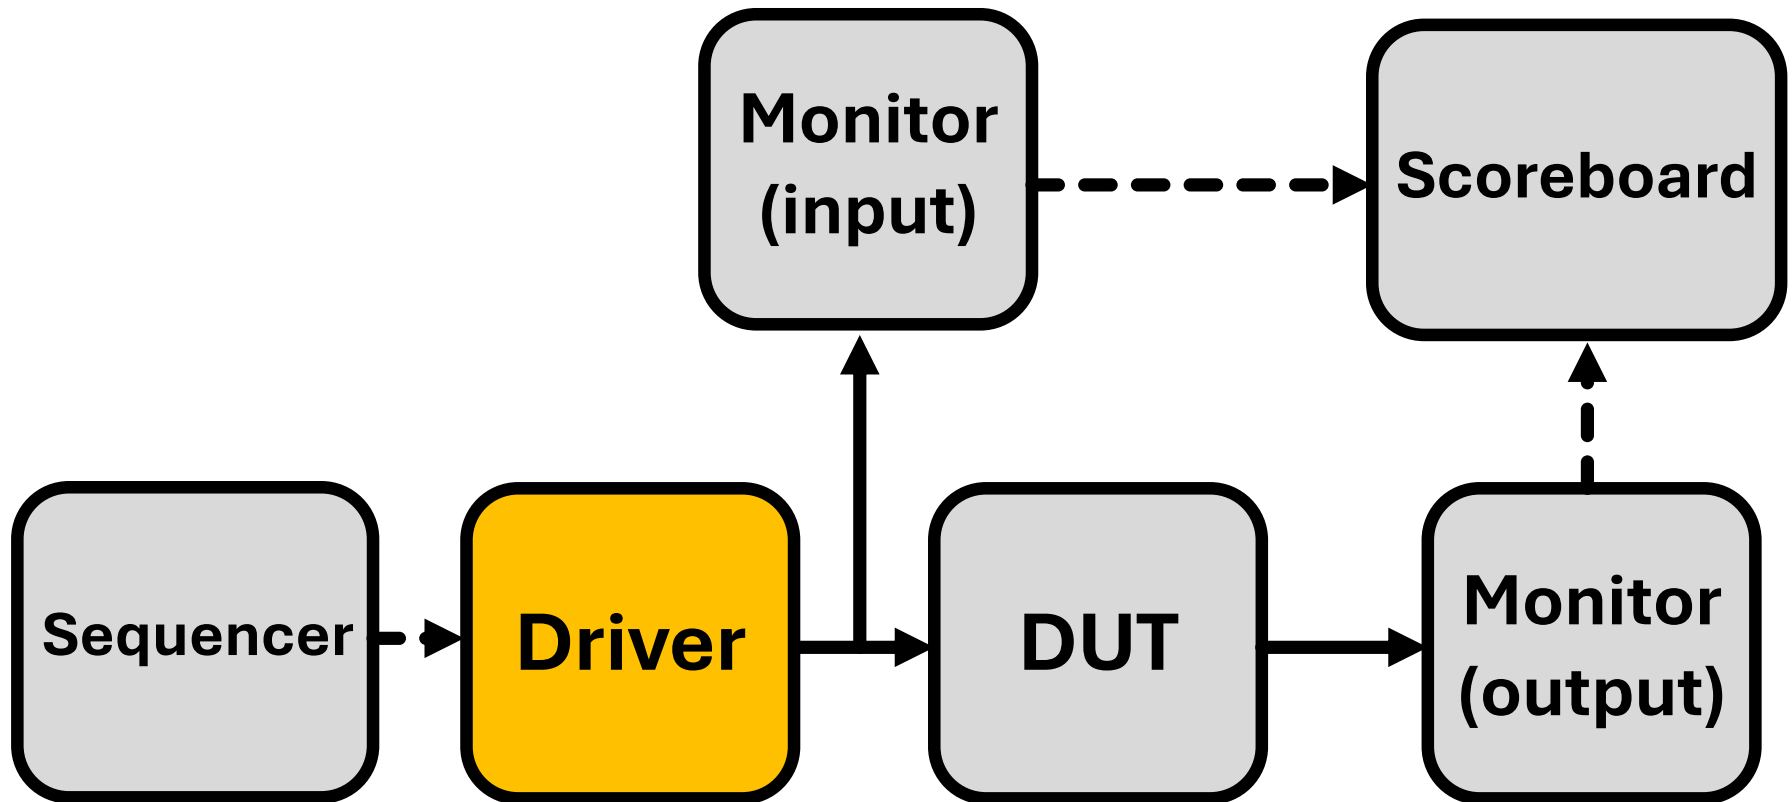 Monitor
(input)
Scoreboard
Sequencer
Driver
DUT
Monitor
(output)